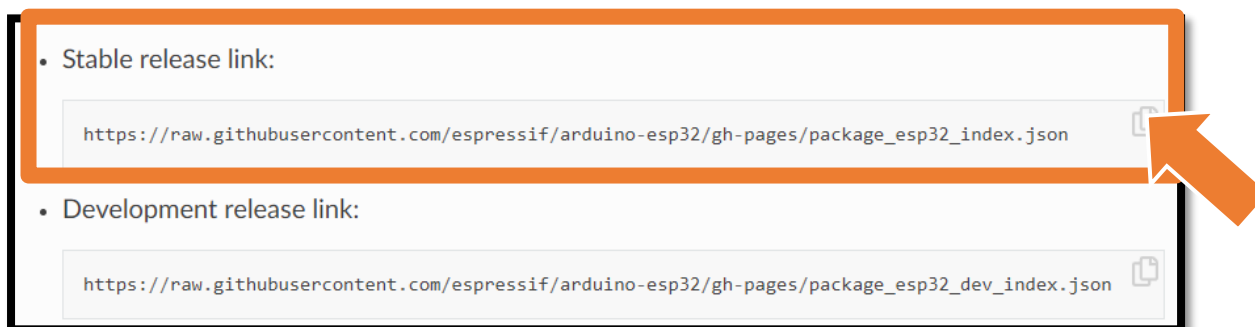 • Stable release link:
https://raw.githubusercontent.com/espressif/arduino-esp32/gh-pages/package_esp32_index.json
• Development release link:
https://raw.githubusercontent.com/espressif/arduino-esp32/gh-pages/package_esp32_dev_index.json